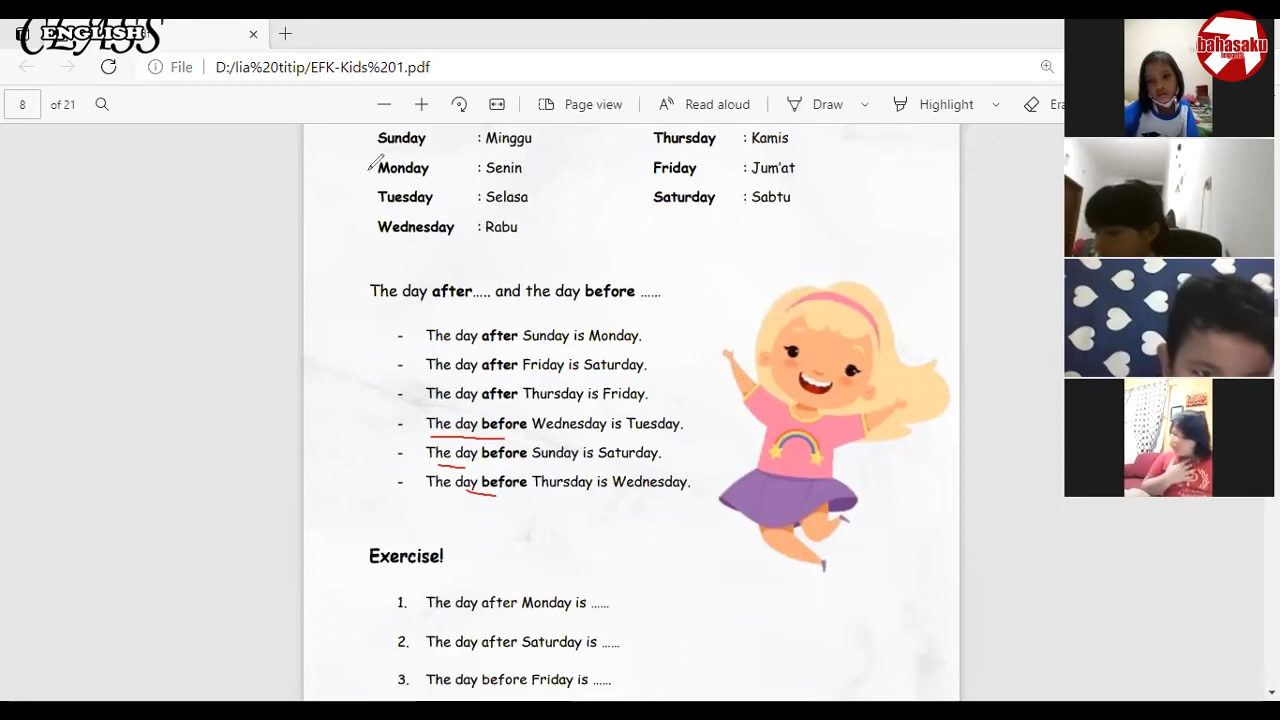 CLASS
ENGLISH
File D:/lia%20titip/EFK-Kids%201.pdf
8 of 21 Page view Read aloud Draw Highlight
Sunday : Minggu Thursday : Kamis
Monday : Senin Friday : Jum'at
Tuesday : Selasa Saturday : Sabtu
Wednesday : Rabu
The day after..... and the day before ......
- The day after Sunday is Monday.
- The day after Friday is Saturday.
- The day after Thursday is Friday.
- The day before Wednesday is Tuesday.
- The day before Sunday is Saturday.
- The day before Thursday is Wednesday.
Exercise!
1. The day after Monday is ......
2. The day after Saturday is ......
3. The day before Friday is ......
bahasaku